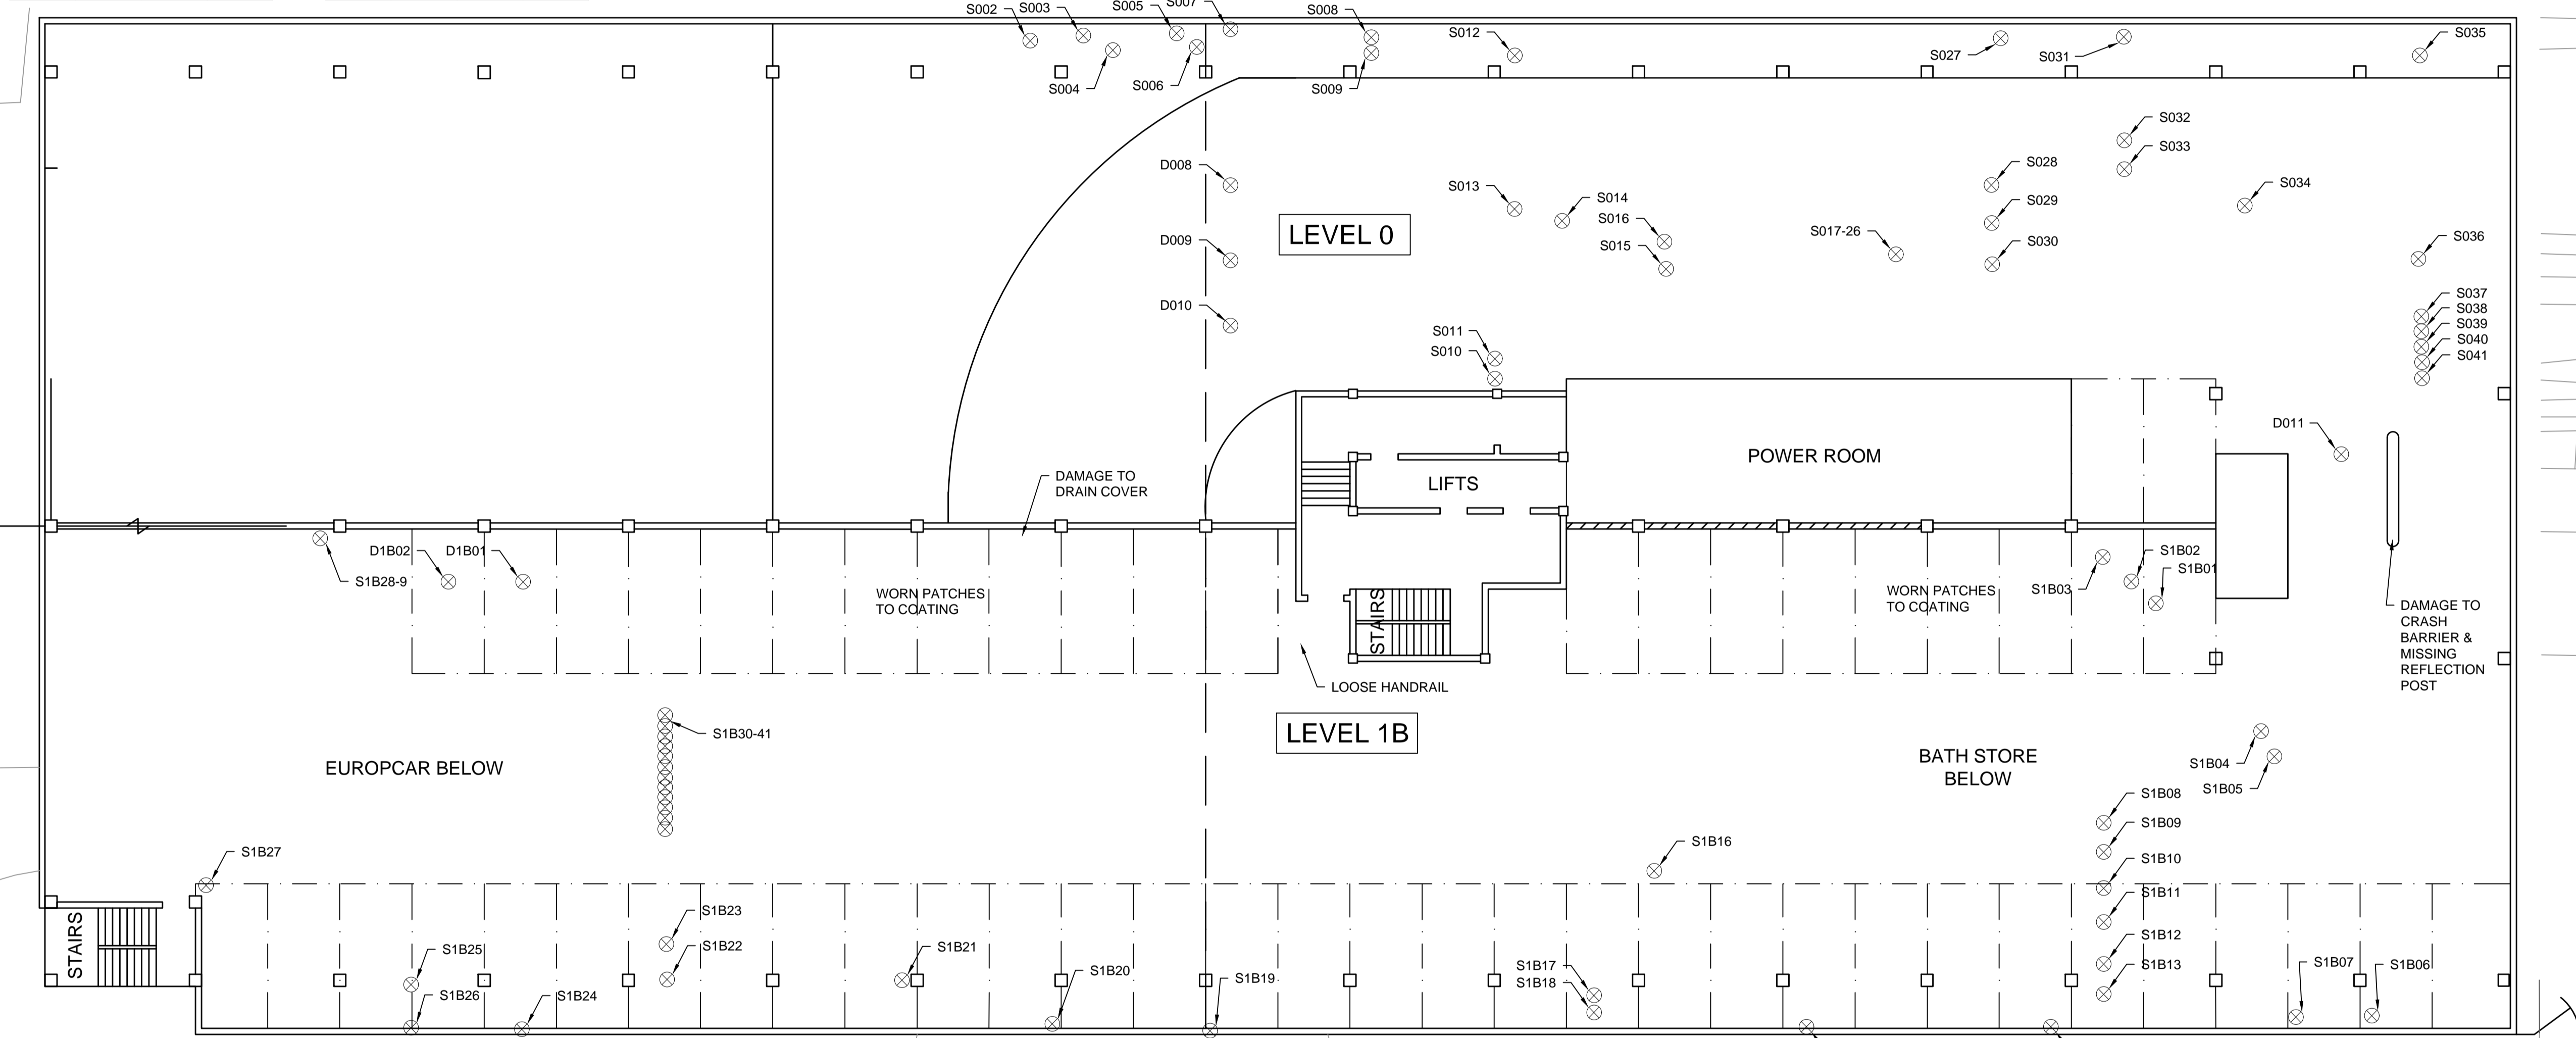 S002
S003
S005
S007
S008
S012
S027
S031
S035
S004
S006
S009
S032
S033
D008
S013
S014
S028
S034
S016
S029
D009
S015
S017-26
S030
S036
LEVEL 0
D010
S037
S038
S039
S040
S041
S011
S010
D011
POWER ROOM
LIFTS
DAMAGE TO
DRAIN COVER
D1B02
D1B01
S1B28-9
S1B02
S1B01
S1B03
WORN PATCHES
TO COATING
WORN PATCHES
TO COATING
STAIRS
DAMAGE TO
CRASH
BARRIER &
MISSING
REFLECTION
POST
LOOSE HANDRAIL
LEVEL 1B
S1B30-41
EUROPCAR BELOW
BATH STORE
BELOW
S1B04
S1B05
S1B08
S1B09
S1B10
S1B11
S1B12
S1B13
S1B16
S1B27
STAIRS
S1B23
S1B22
S1B25
S1B26
S1B24
S1B21
S1B20
S1B19
S1B17
S1B18
S1B07
S1B06